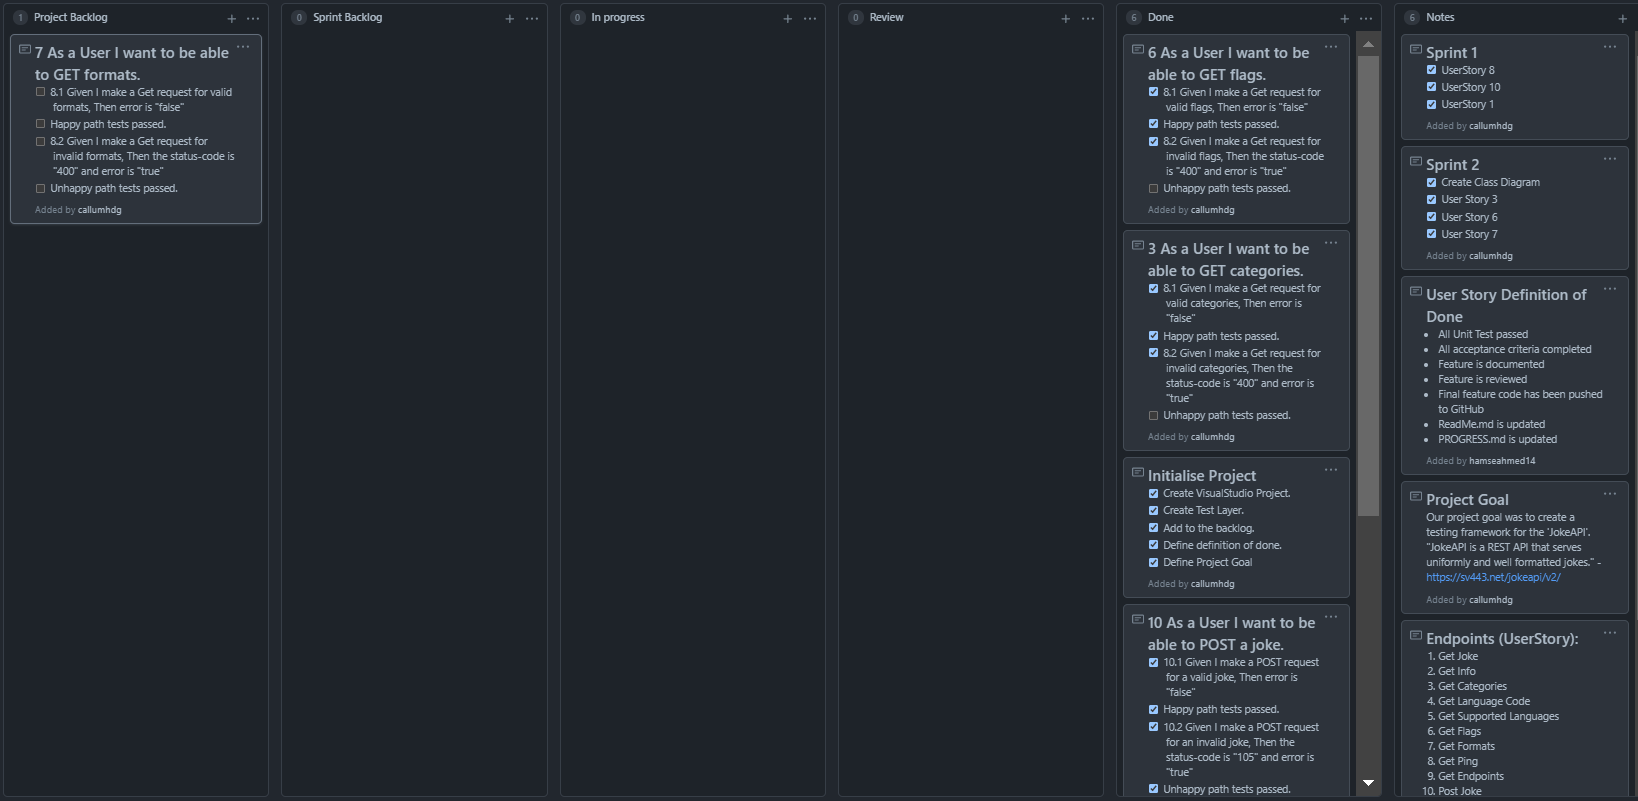 1 Project Backlog
7 As a User I want to be able
to GET formats.
8.1 Given I make a Get request for valid
formats, Then error is "false"
Happy path tests passed.
8.2 Given I make a Get request for
invalid formats, Then the status-code is
"400" and error is "true"
Unhappy path tests passed.
Added by callumhdg
0 Sprint Backlog
0 In progress
0 Review
6 Done
6 As a User I want to be
able to GET flags.
8.1 Given I make a Get request for
valid flags, Then error is "false"
Happy path tests passed.
8.2 Given I make a Get request for
invalid flags, Then the status-code
is "400" and error is "true"
Unhappy path tests passed.
Added by callumhdg
3 As a User I want to be
able to GET categories.
8.1 Given I make a Get request for
valid categories, Then error is
"false"
Happy path tests passed.
8.2 Given I make a Get request for
invalid categories, Then the
status-code is "400" and error is
"true"
Unhappy path tests passed.
Added by callumhdg
Initialise Project
Create VisualStudio Project.
Create Test Layer.
Add to the backlog.
Define definition of done.
Define Project Goal
Added by callumhdg
10 As a User I want to be
able to POST a joke.
10.1 Given I make a POST request
for a valid joke, Then error is
"false"
Happy path tests passed.
10.2 Given I make a POST request
for an invalid joke, Then the
status-code is "105" and error is
"true"
Unhappy path tests passed.
6 Notes
Sprint 1
UserStory 8
UserStory 10
UserStory 1
Added by callumhdg
Sprint 2
Create Class Diagram
User Story 3
User Story 6
User Story 7
Added by callumhdg
User Story Definition of
Done
All Unit Test passed
All acceptance criteria completed
Feature is documented
Feature is reviewed
Final feature code has been pushed
to GitHub
ReadMe.md is updated
PROGRESS.md is updated
Added by hamseahmed14
Project Goal
Our project goal was to create a
testing framework for the 'JokeAPI'.
"JokeAPI is a REST API that serves
uniformly and well formatted jokes." -
https://sv443.net/jokeapi/v2/
Added by callumhdg
Endpoints (UserStory):
1. Get Joke
2. Get Info
3. Get Categories
4. Get Language Code
5. Get Supported Languages
6. Get Flags
7. Get Formats
8. Get Ping
9. Get Endpoints
10. Post Joke